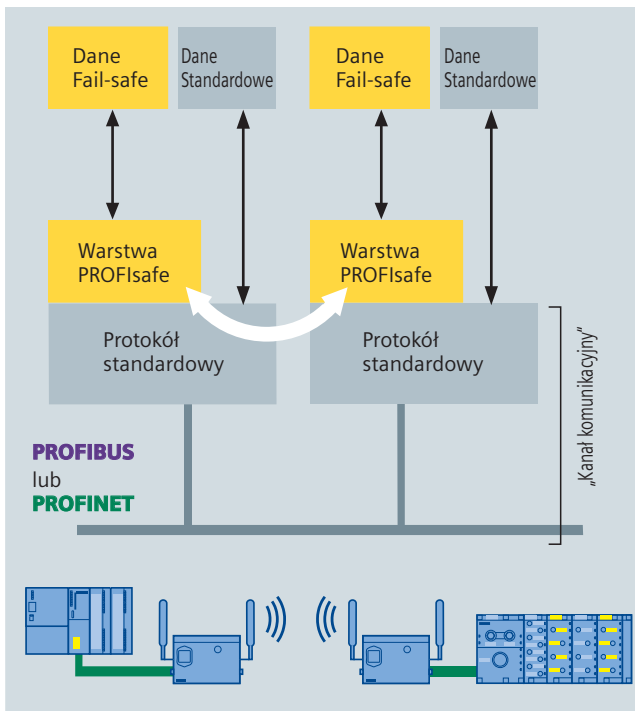 Dane
Fail-safe
Dane
Standardowe
Dane
Fail-safe
Dane
Standardowe
Warstwa
PROFIsafe
Warstwa
PROFIsafe
Protokół
standardowy
Protokół
standardowy
„Kanał komunikacyjny”
PROFIBUS
lub
PROFINET